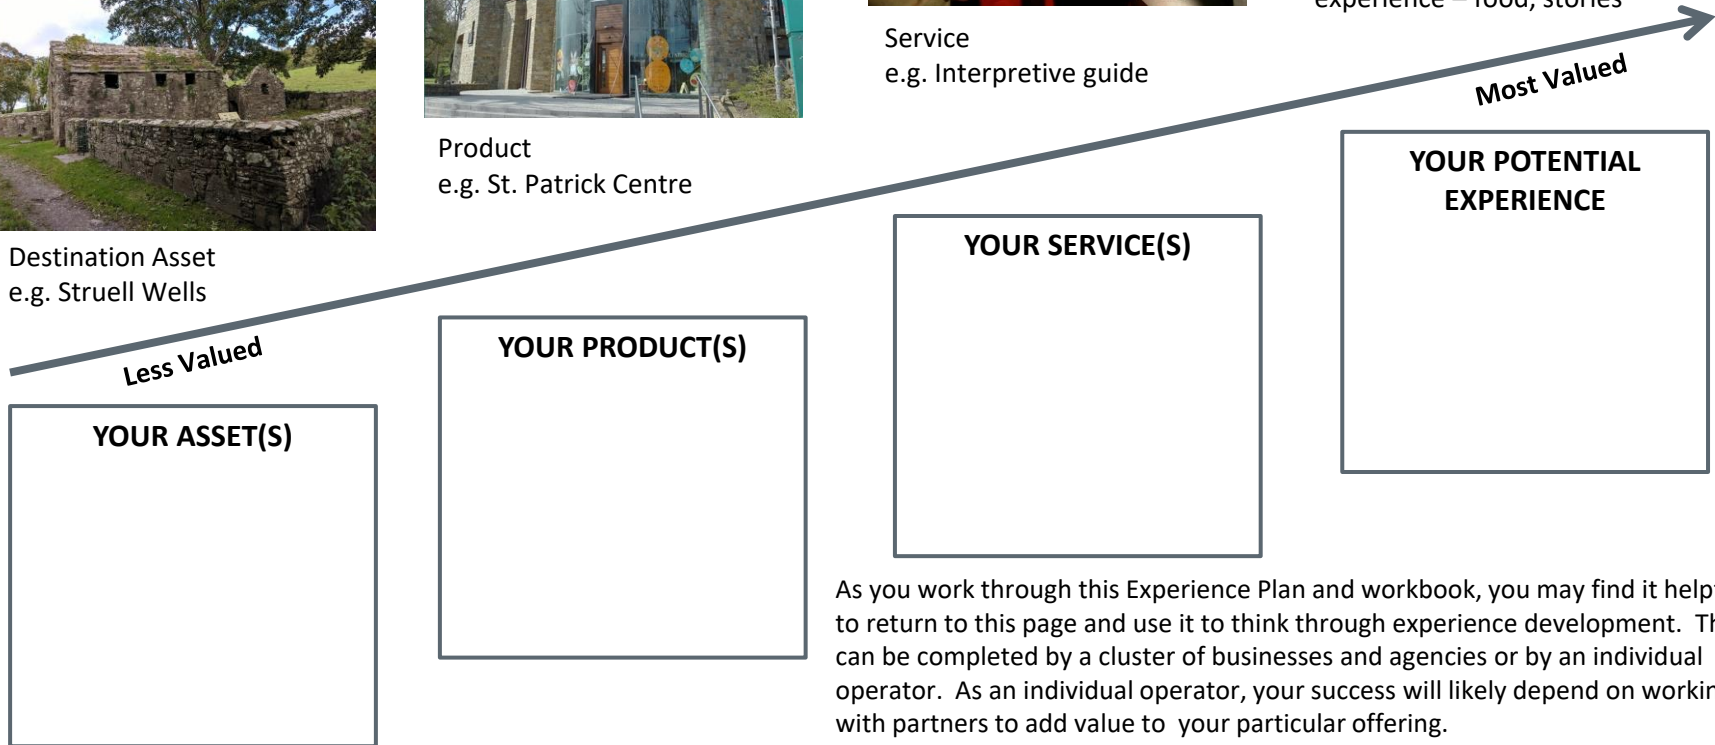 experience – food, stories
Service
e.g. Interpretive guide
Most Valued
Product
e.g. St. Patrick Centre
YOUR POTENTIAL
EXPERIENCE
YOUR SERVICE(S)
Destination Asset
e.g. Struell Wells
Less Valued
YOUR PRODUCT(S)
YOUR ASSET(S)
As you work through this Experience Plan and workbook, you may find it
to return to this page and use it to think through experience development.
can be completed by a cluster of businesses and agencies or by an individual
operator. As an individual operator, your success will likely depend on
with partners to add value to your particular offering.